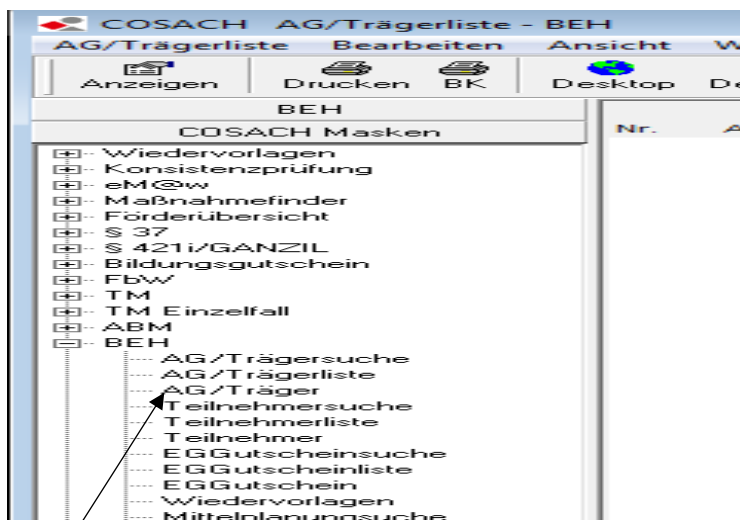 COSACH AG/Trägerliste - BEH
AG/Trägerliste Bearbeiten Ansicht W
Anzeigen Drucken BK Desktop De
BEH
COSACH Masken
Nr. A
Wiedervorlagen
Konsistenzprüfung
eM@w
Maßnahmefinder
Förderübersicht
§ 37
§ 421i/GANZIL
Bildungsgutschein
FbW
TM
TM Einzelfall
ABM
BEH
AG/Trägersuche
AG/Trägerliste
AG/Träger
Teilnehmersuche
Teilnehmerliste
Teilnehmer
EGGutscheinsuche
EGGutscheinliste
EGGutschein
Wiedervorlagen
Mittelplanungsuche